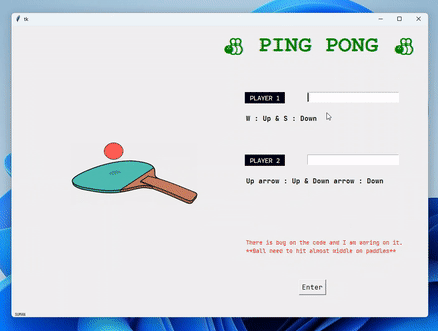 tk
PING PONG
PLAYER 1
W : Up & S : Down
PLAYER 2
Up arrow : Up & Down arrow : Down
There is bug on the code and I am woring on it.
**Ball need to hit almost middle on paddles**
Enter